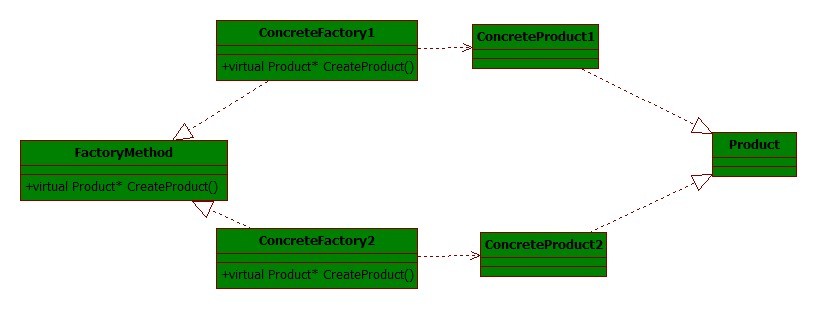 ConcreteFactory1
+virtual Product* CreateProduct()
ConcreteProduct1
FactoryMethod
+virtual Product* CreateProduct()
Product
ConcreteFactory2
+virtual Product* CreateProduct()
ConcreteProduct2